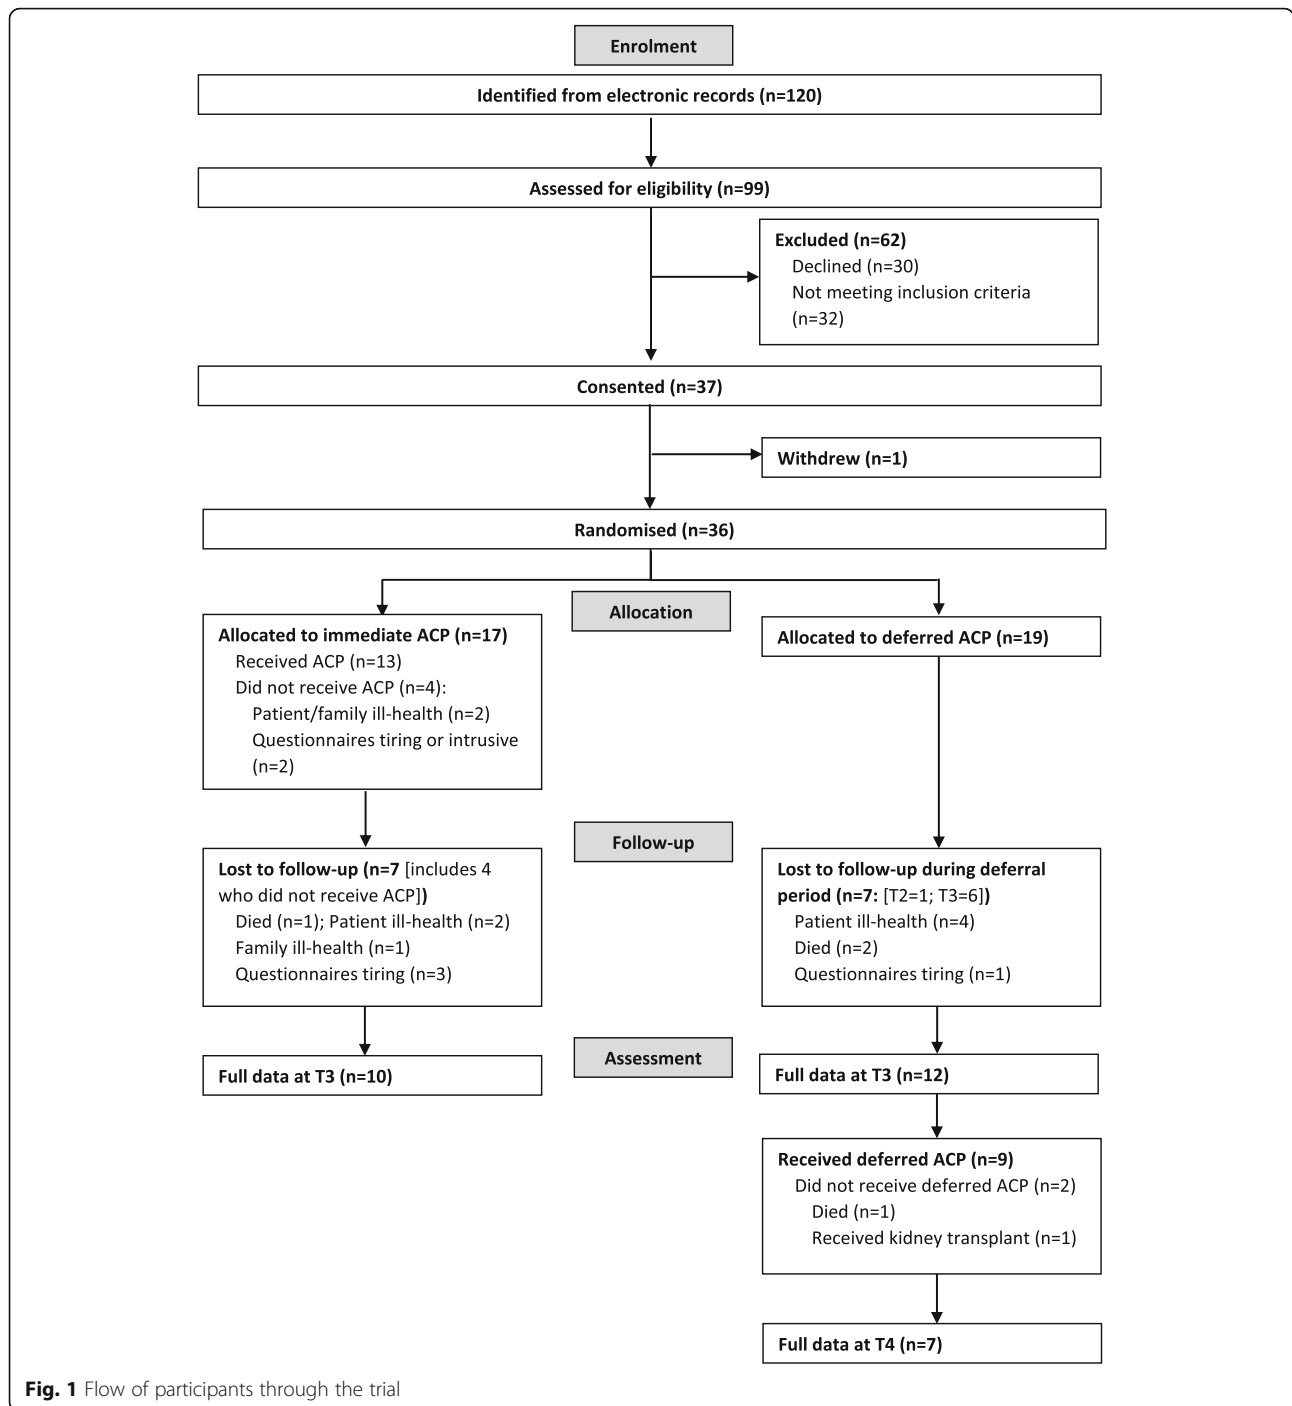 Enrolment
Identified from electronic records (n=120)
Assessed for eligibility (n=99)
Excluded (n=62)
Declined (n=30)
Not meeting inclusion criteria
(n=32)
Consented (n=37)
Withdrew (n=1)
Randomised (n=36)
Allocation
Allocated to immediate ACP (n=17)
Received ACP (n=13)
Did not receive ACP (n=4):
Patient/family ill-health (n=2)
Questionnaires tiring or intrusive
(n=2)
Allocated to deferred ACP (n=19)
Follow-up
Lost to follow-up (n=7 [includes 4
who did not receive ACP])
Died (n=1); Patient ill-health (n=2)
Family ill-health (n=1)
Questionnaires tiring (n=3)
Lost to follow-up during deferral
period (n=7: [T2=1; T3=6])
Patient ill-health (n=4)
Died (n=2)
Questionnaires tiring (n=1)
Assessment
Full data at T3 (n=10)
Full data at T3 (n=12)
Received deferred ACP (n=9)
Did not receive deferred ACP (n=2)
Died (n=1)
Received kidney transplant (n=1)
Full data at T4 (n=7)
Fig. 1 Flow of participants through the trial